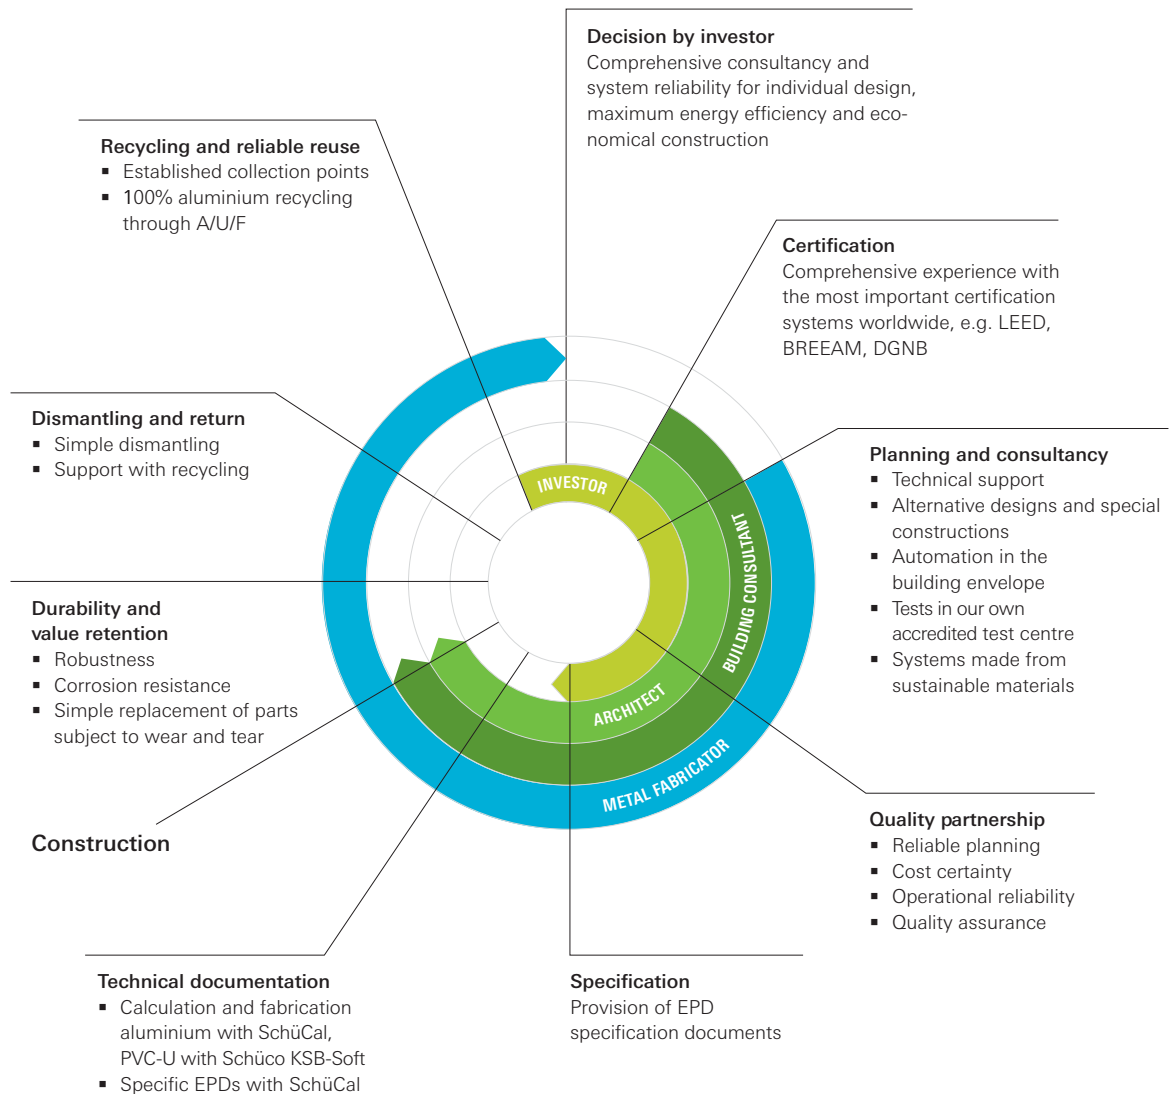 Decision by investor
Comprehensive consultancy and
system reliability for individual design,
maximum energy efficiency and eco-
nomical construction
Recycling and reliable reuse
▪ Established collection points
▪ 100% aluminium recycling
through A/U/F
Certification
Comprehensive experience with
the most important certification
systems worldwide, e.g. LEED,
BREEAM, DGNB
Dismantling and return
▪ Simple dismantling
▪ Support with recycling
Planning and consultancy
▪ Technical support
▪ Alternative designs and special
constructions
▪ Automation in the
building envelope
▪ Tests in our own
accredited test centre
▪ Systems made from
sustainable materials
INVESTOR
BUILDING CONSULTANT
ARCHITECT
METAL FABRICATOR
Durability and
value retention
▪ Robustness
▪ Corrosion resistance
▪ Simple replacement of parts
subject to wear and tear
Construction
Quality partnership
▪ Reliable planning
▪ Cost certainty
▪ Operational reliability
▪ Quality assurance
Technical documentation
▪ Calculation and fabrication
aluminium with SchüCal,
PVC-U with Schüco KSB-Soft
▪ Specific EPDs with SchüCal
Specification
Provision of EPD
specification documents